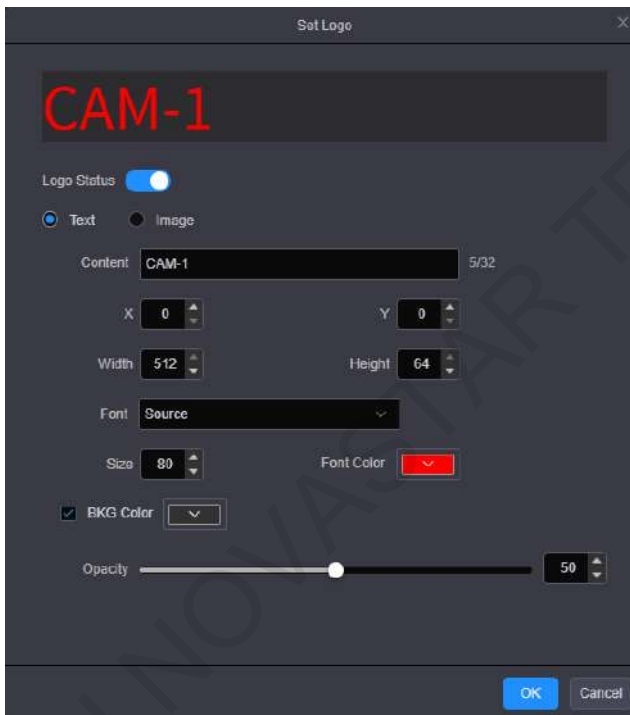 Set Logo
CAM-1
Logo Status
Text Image
Content CAM-1 5/32
X 0 Y 0
Width 512 Height 64
Font Source
Size 80 Font Color
BKG Color
Opacity 50
OK Cancel
NOVASTAR